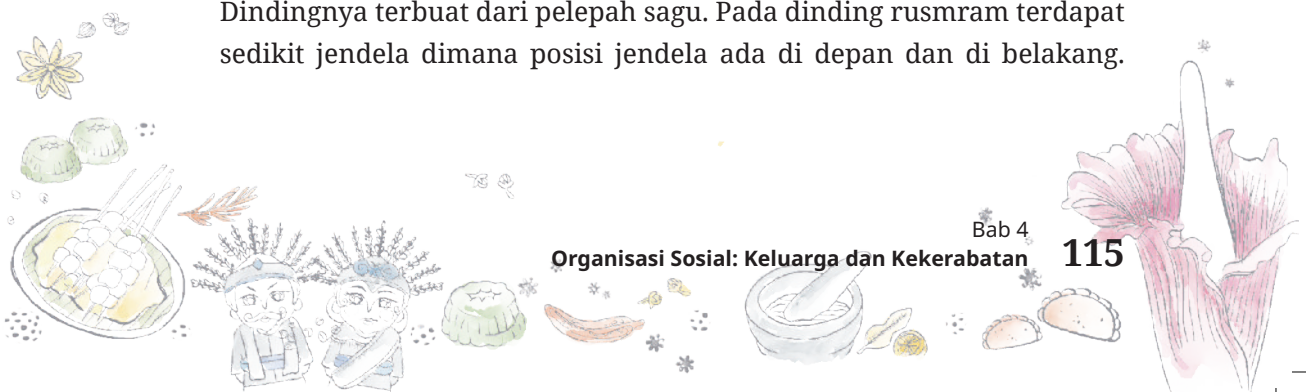 Dindingnya terbuat dari pelepah sagu. Pada dinding rusmram terdapat
sedikit jendela dimana posisi jendela ada di depan dan di belakang.
Bab 4
Organisasi Sosial: Keluarga dan Kekerabatan 115